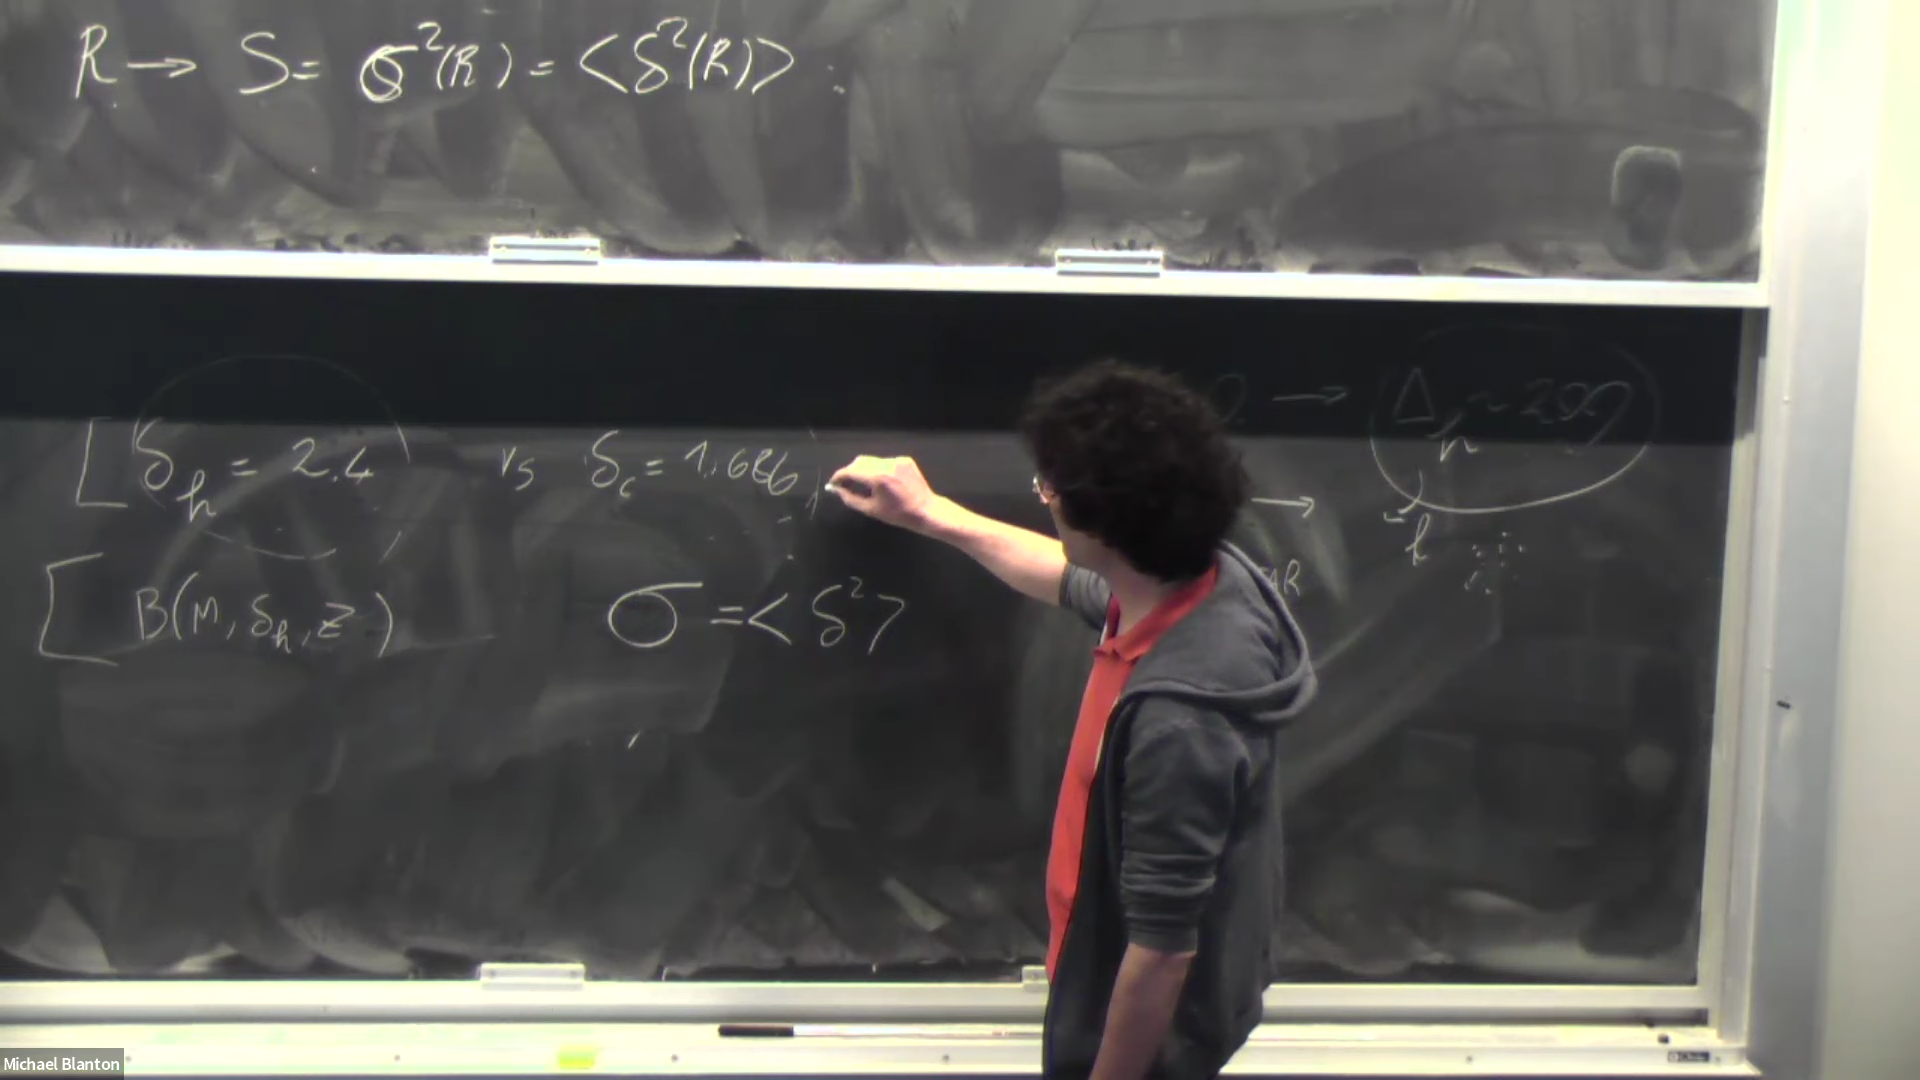 R → S = σ²(R) = <δ²(R)>
δ_h = 2.4 vs δ_c = 1.686
→ Δ_h ~ 200
→
B(M, δ_h, z) σ = <δ²>
Michael Blanton